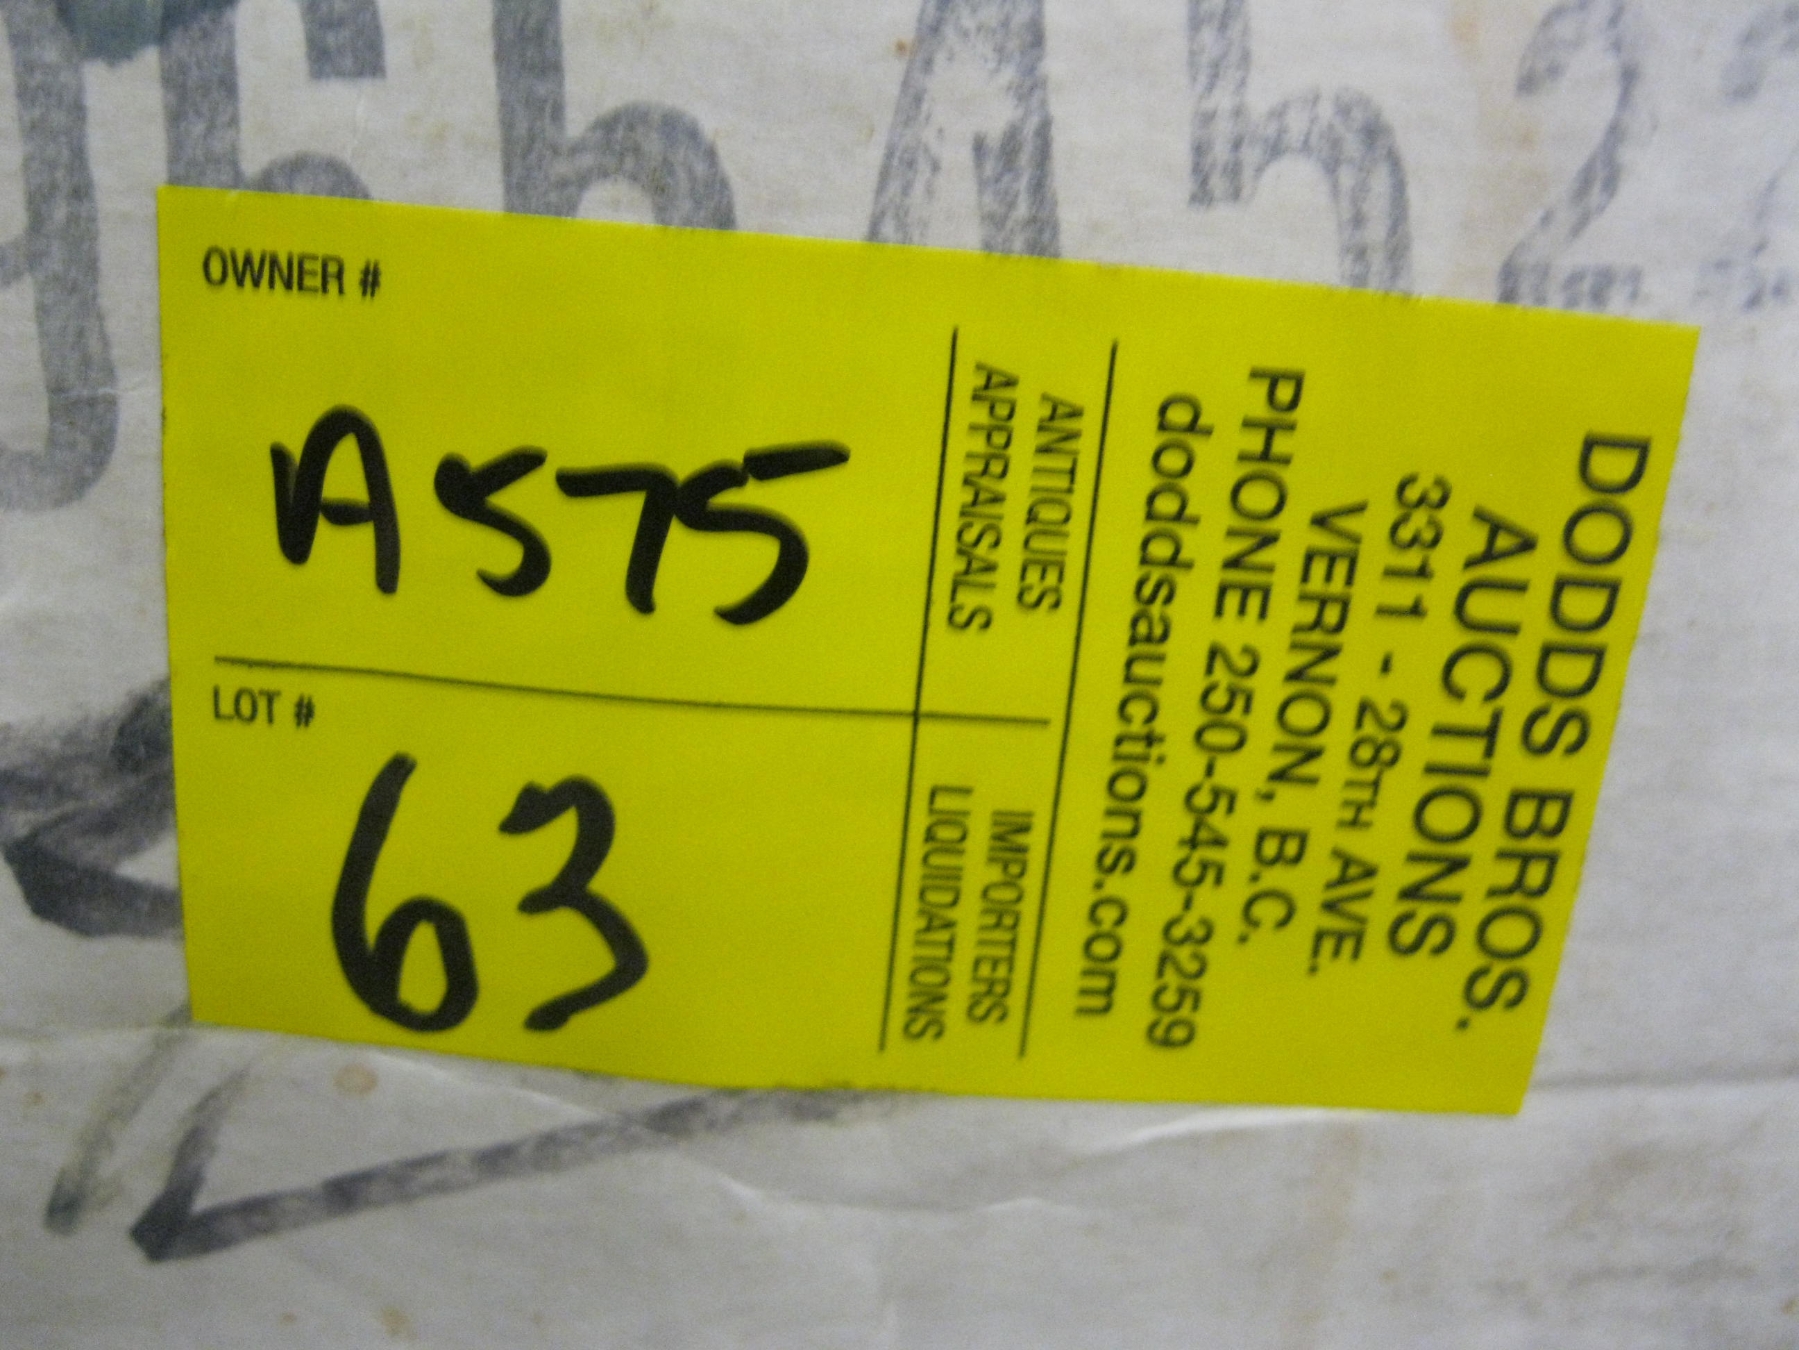 OWNER #
A575
LOT #
63
DODDS BROS.
AUCTIONS
3311 - 28TH AVE.
VERNON, B.C.
PHONE 250-545-3259
doddsauctions.com
ANTIQUES
APPRAISALS
IMPORTERS
LIQUIDATIONS